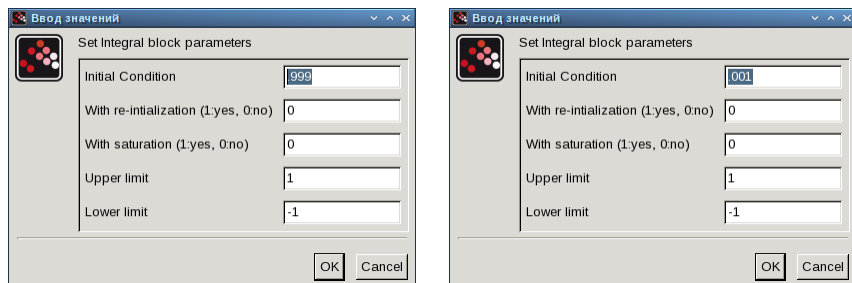 Ввод значений
Set Integral block parameters
Initial Condition .999
With re-intialization (1:yes, 0:no) 0
With saturation (1:yes, 0:no) 0
Upper limit 1
Lower limit -1
OK Cancel
Ввод значений
Set Integral block parameters
Initial Condition .001
With re-intialization (1:yes, 0:no) 0
With saturation (1:yes, 0:no) 0
Upper limit 1
Lower limit -1
OK Cancel